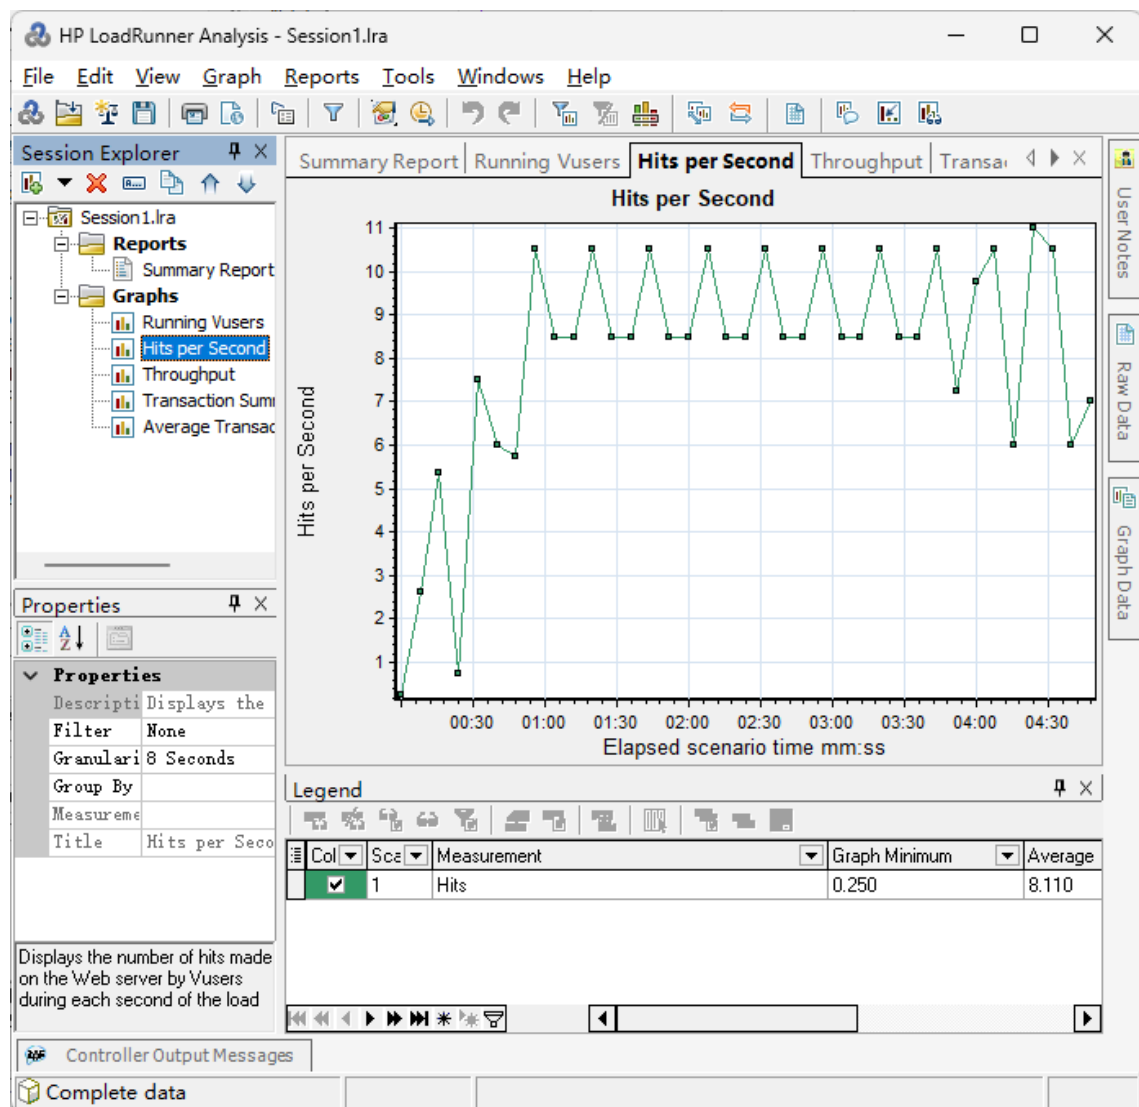 HP LoadRunner Analysis - Session1.lra
File Edit View Graph Reports Tools Windows Help
Session Explorer
Session1.lra
Reports
Summary Report
Graphs
Running Vusers
Hits per Second
Throughput
Transaction Sum
Average Transac
Properties
Properties
Descripti Displays the
Filter None
Granulari 8 Seconds
Group By
Measureme
Title Hits per Seco
Displays the number of hits made
on the Web server by Vusers
during each second of the load
Summary Report Running Vusers Hits per Second Throughput Transa
Hits per Second
Hits per Second
11
10
9
8
7
6
5
4
3
2
1
00:30 01:00 01:30 02:00 02:30 03:00 03:30 04:00 04:30
Elapsed scenario time mm:ss
Legend
Col Sca Measurement Graph Minimum Average
1 Hits 0.250 8.110
User Notes
Raw Data
Graph Data
Controller Output Messages
Complete data